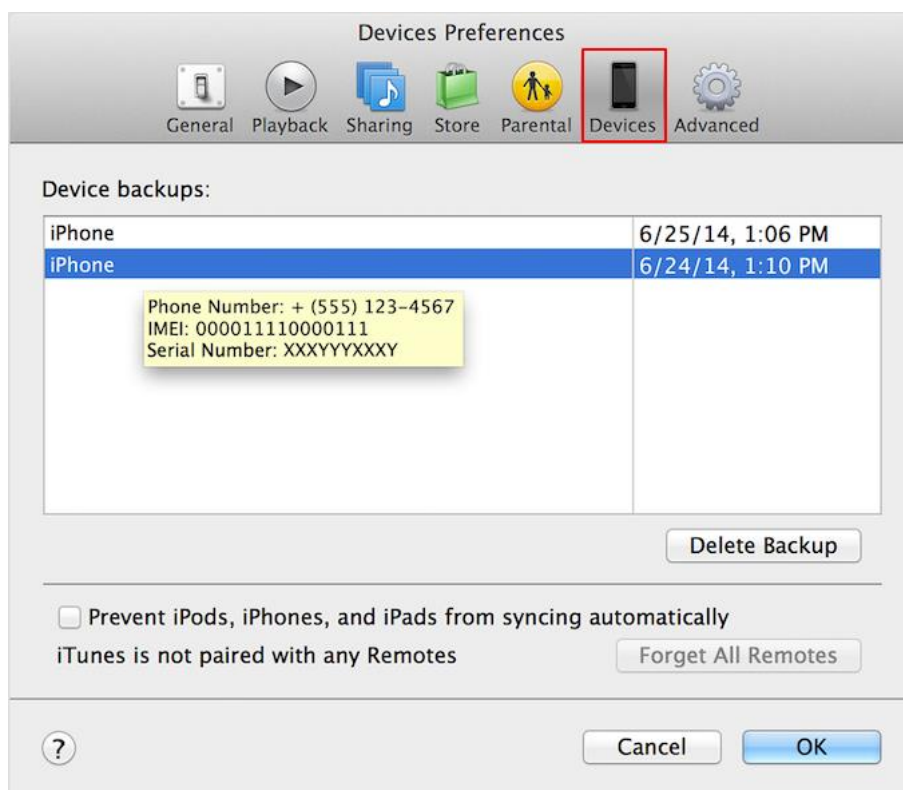 Devices Preferences
General Playback Sharing Store Parental Devices Advanced
Device backups:
iPhone 6/25/14, 1:06 PM
iPhone 6/24/14, 1:10 PM
Phone Number: + (555) 123-4567
IMEI: 000011110000111
Serial Number: XXXYYYXXXY
Delete Backup
Prevent iPods, iPhones, and iPads from syncing automatically
iTunes is not paired with any Remotes Forget All Remotes
? Cancel OK